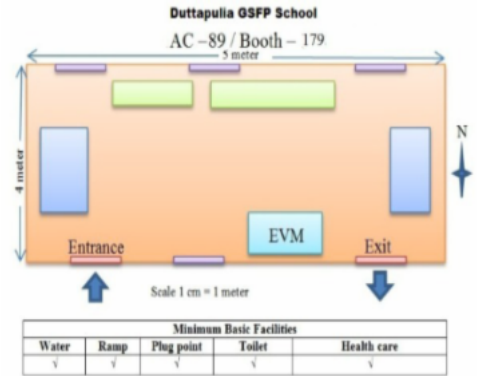 Duttapulia GSFP School
AC -89 / Booth - 179
5 meter
4 meter
N
EVM
Entrance
Exit
Scale 1 cm = 1 meter
Minimum Basic Facilities
Water Ramp Plug point Toilet Health care
√ √ √ √ √